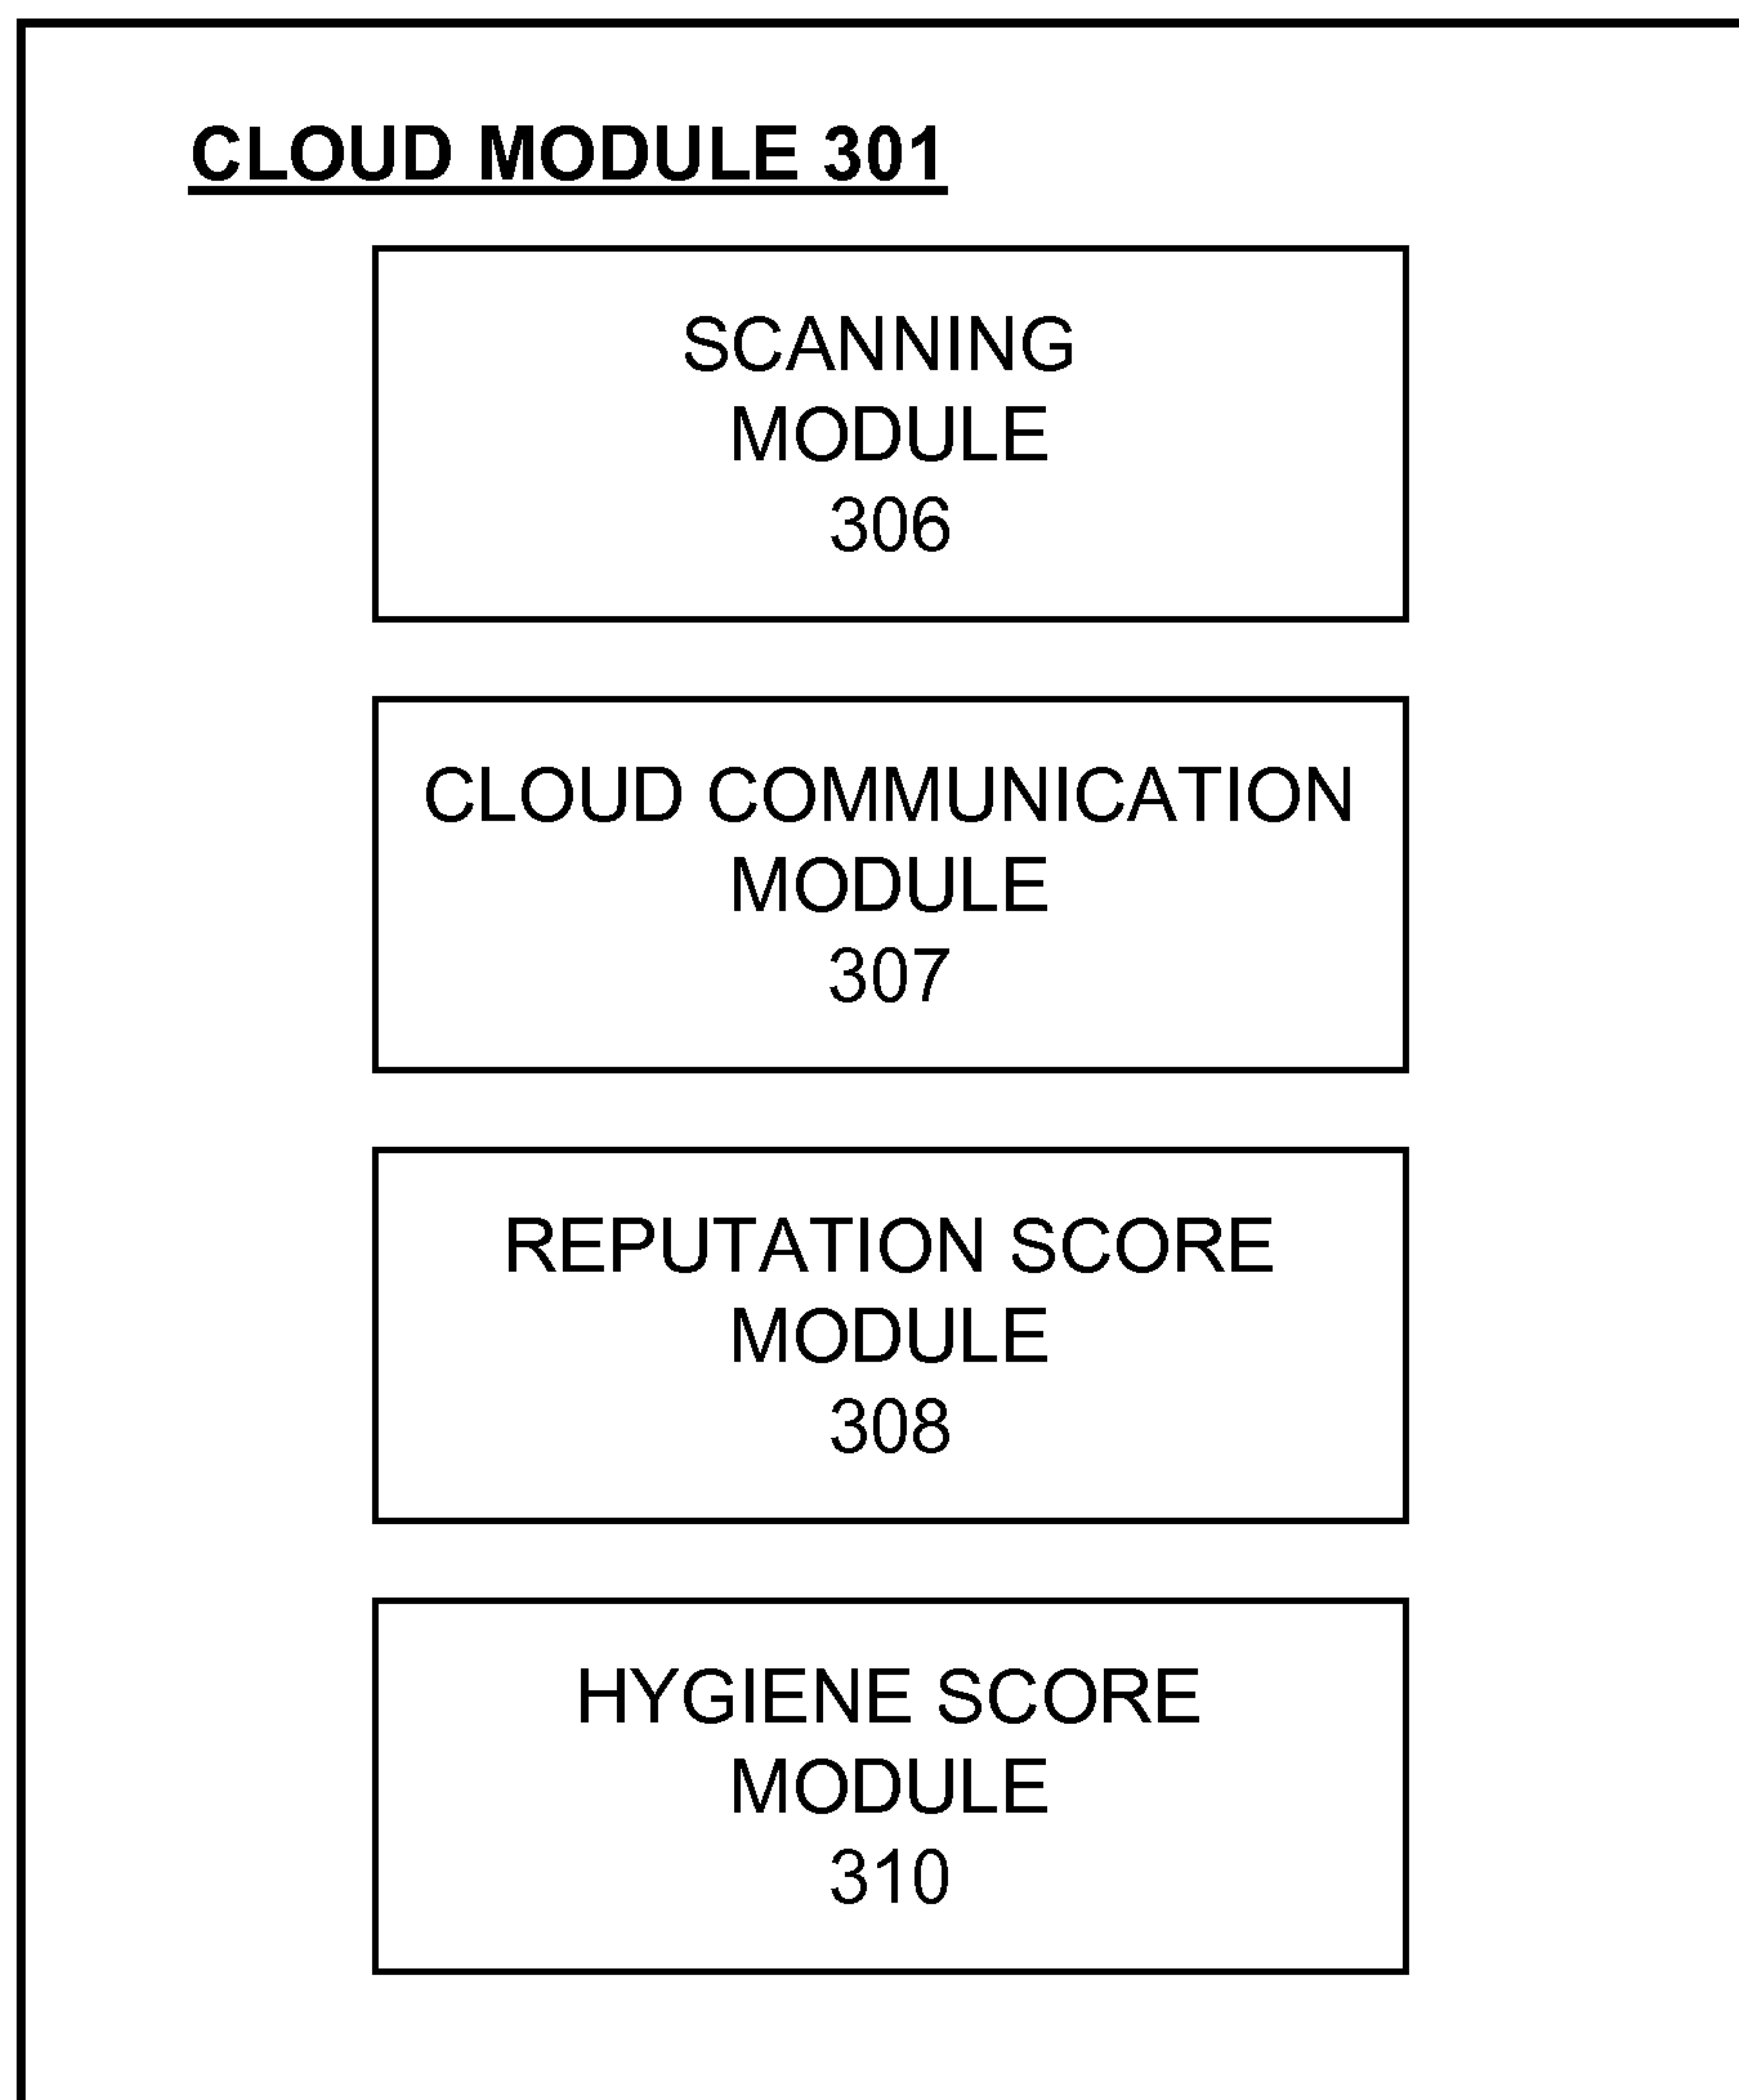 CLOUD MODULE 301
SCANNING
MODULE
306
CLOUD COMMUNICATION
MODULE
307
REPUTATION SCORE
MODULE
308
HYGIENE SCORE
MODULE
310